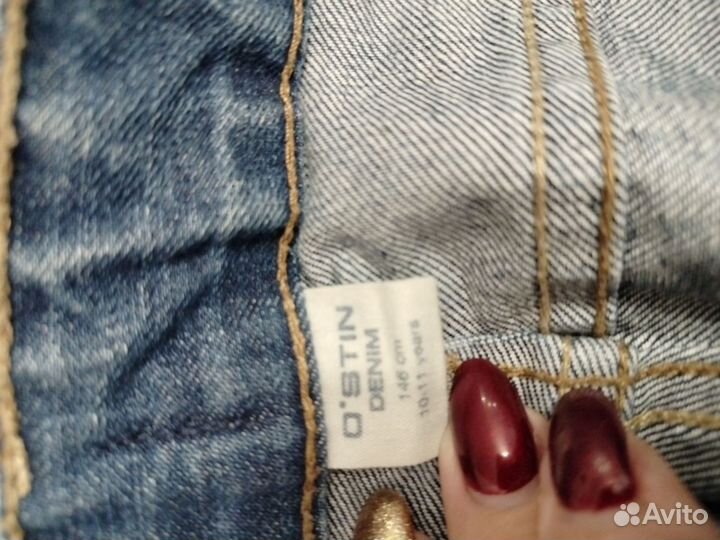 O'STIN
DENIM
146 cm
10-11 years
Avito